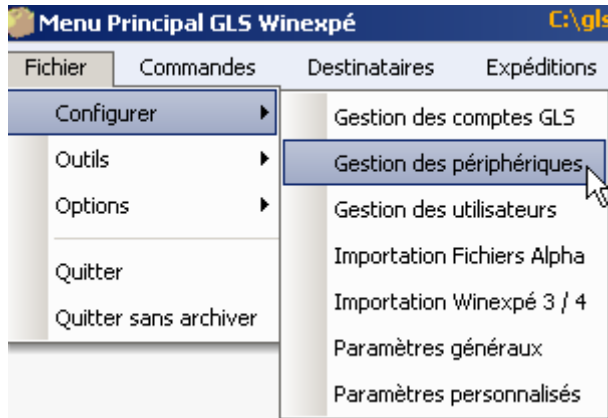 Menu Principal GLS Winexpé C:\gls
Fichier Commandes Destinataires Expéditions
Configurer
Outils
Options
Quitter
Quitter sans archiver
Gestion des comptes GLS
Gestion des périphériques
Gestion des utilisateurs
Importation Fichiers Alpha
Importation Winexpé 3 / 4
Paramètres généraux
Paramètres personnalisés